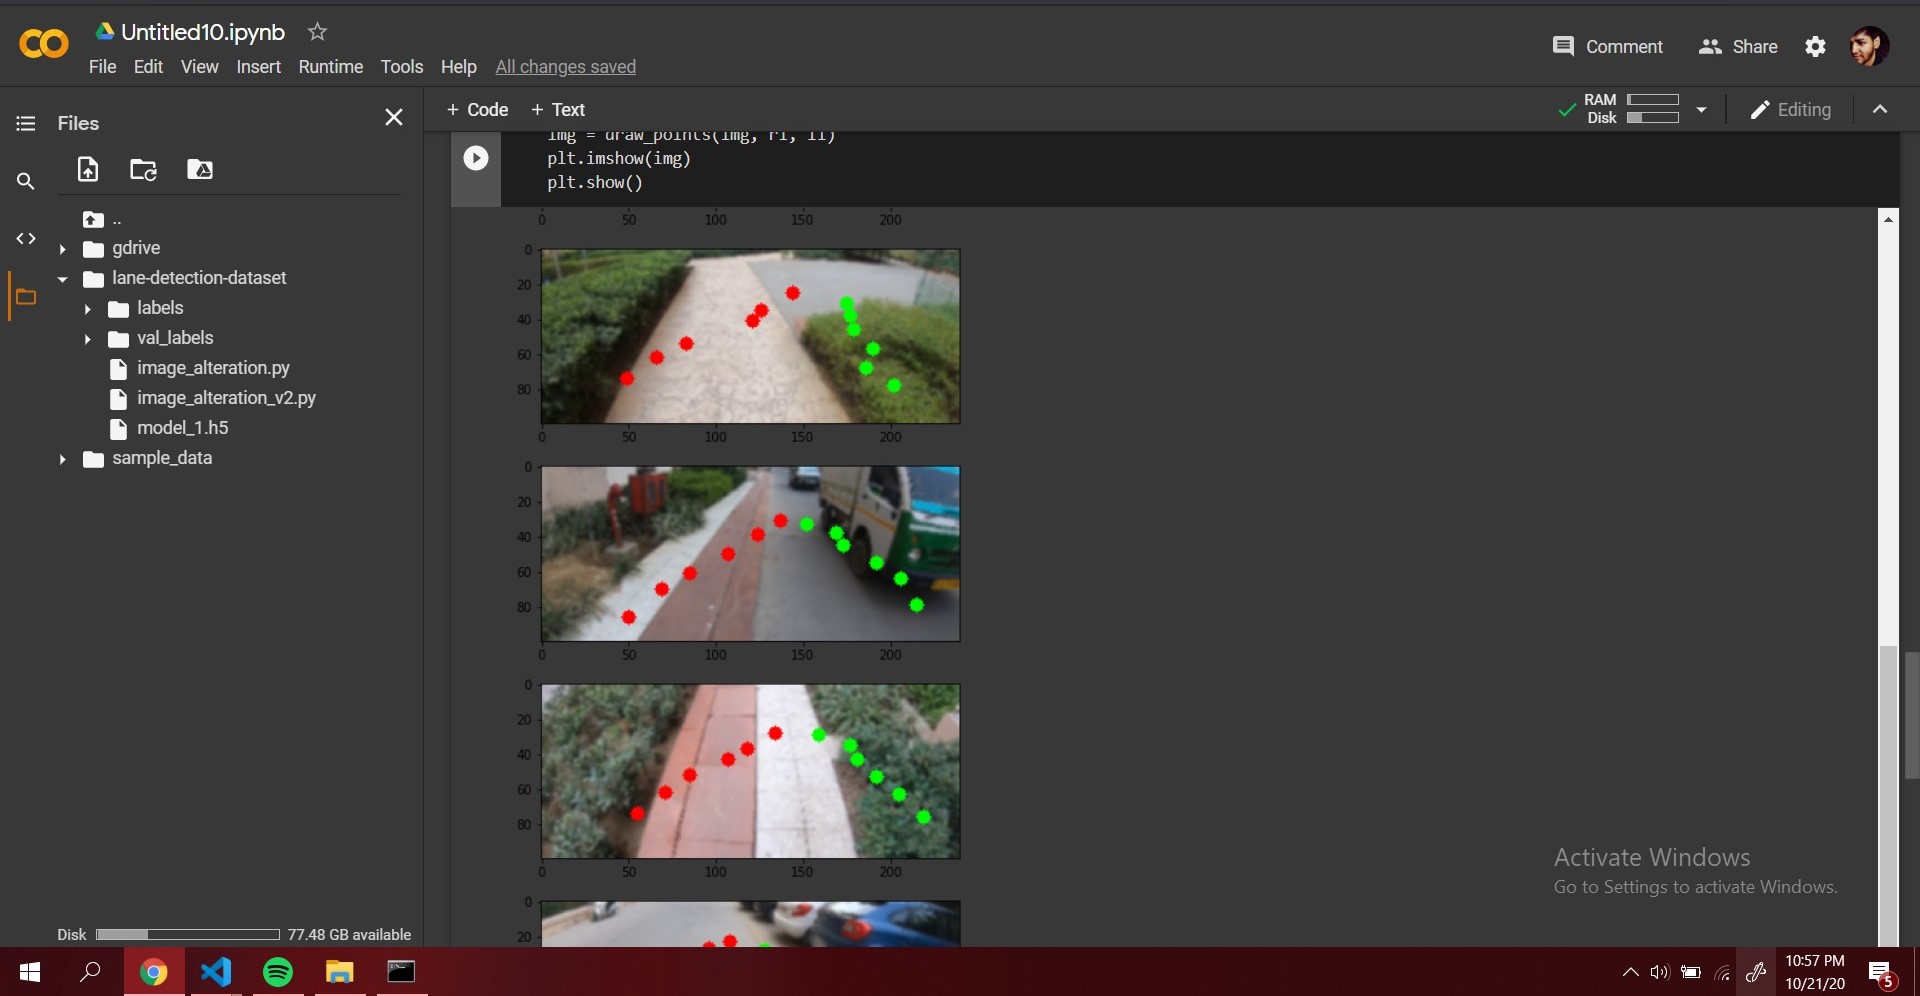 Untitled10.ipynb
File Edit View Insert Runtime Tools Help All changes saved
Comment
Share
Files
+ Code + Text
RAM
Disk
Editing
..
gdrive
lane-detection-dataset
labels
val_labels
image_alteration.py
image_alteration_v2.py
model_1.h5
sample_data
Disk 77.48 GB available
img = draw_points(img, rl, ll)
plt.imshow(img)
plt.show()
0 50 100 150 200
0
20
40
60
80
0 50 100 150 200
0
20
40
60
80
0 50 100 150 200
0
20
40
60
80
0 50 100 150 200
0
20
Activate Windows
Go to Settings to activate Windows.
10:57 PM
10/21/20
5